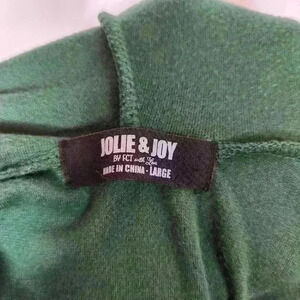 JOLIE & JOY
BY FCT with Love
MADE IN CHINA · LARGE